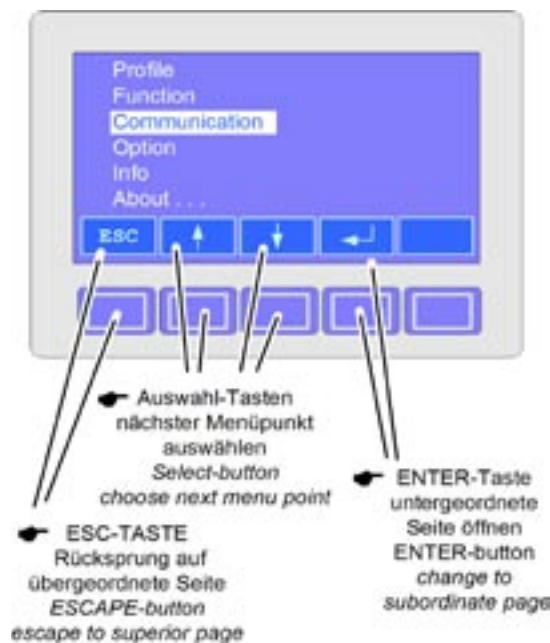 Profile
Function
Communication
Option
Info
About . . .
ESC
Auswahl-Tasten
nächster Menüpunkt
auswählen
Select-button
choose next menu point
ENTER-Taste
untergeordnete
Seite öffnen
ENTER-button
change to
subordinate page
ESC-TASTE
Rücksprung auf
übergeordnete Seite
ESCAPE-button
escape to superior page